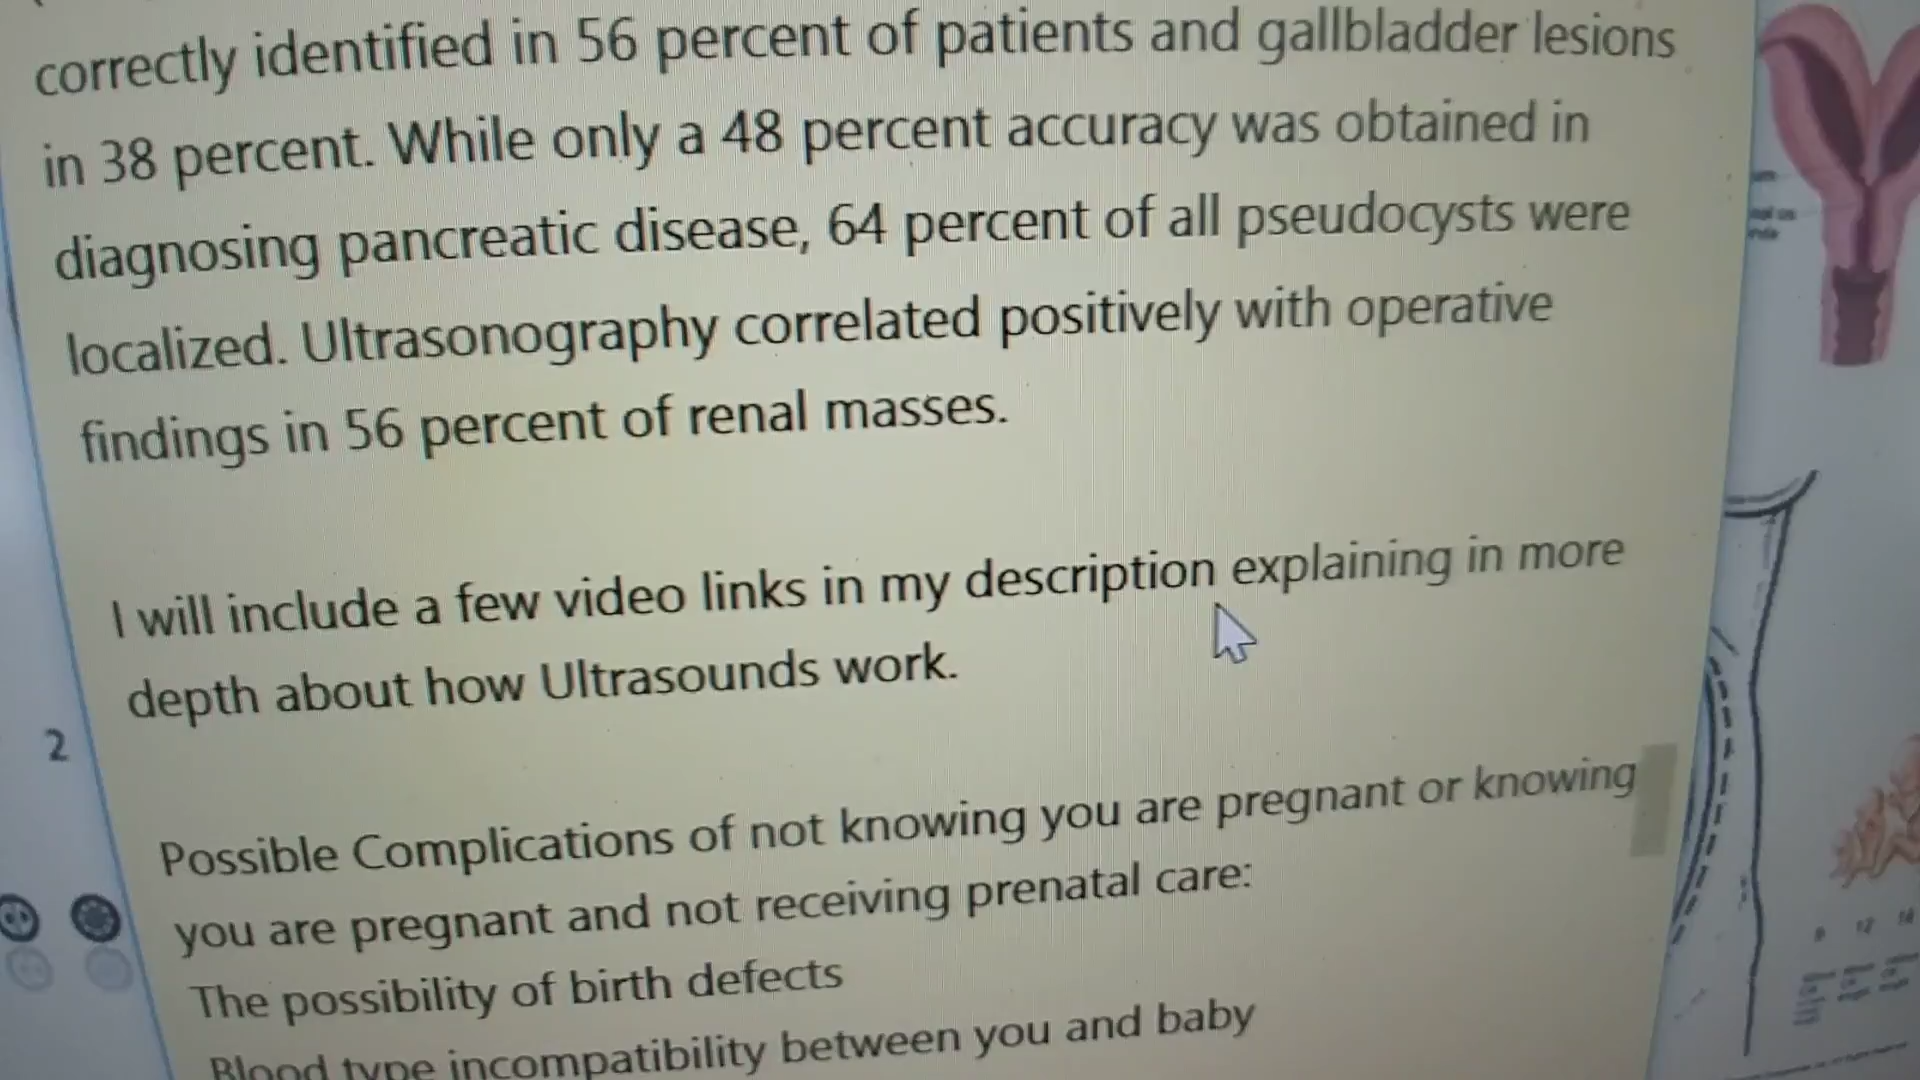 correctly identified in 56 percent of patients and gallbladder lesions
in 38 percent. While only a 48 percent accuracy was obtained in
diagnosing pancreatic disease, 64 percent of all pseudocysts were
localized. Ultrasonography correlated positively with operative
findings in 56 percent of renal masses.
I will include a few video links in my description explaining in more
depth about how Ultrasounds work.
2
Possible Complications of not knowing you are pregnant or knowing
you are pregnant and not receiving prenatal care:
The possibility of birth defects
Blood type incompatibility between you and baby